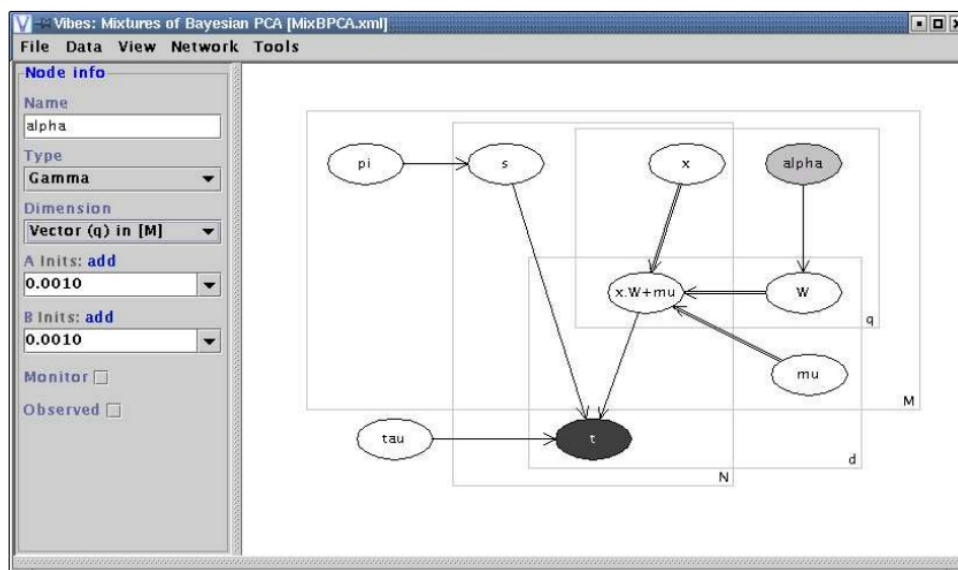 Vibes: Mixtures of Bayesian PCA [MixBPCA.xml]
File Data View Network Tools
Node info
Name
alpha
Type
Gamma
Dimension
Vector (q) in [M]
A Inits: add
0.0010
B Inits: add
0.0010
Monitor
Observed
pi
s
x
alpha
x.W+mu
W
q
mu
M
tau
t
d
N